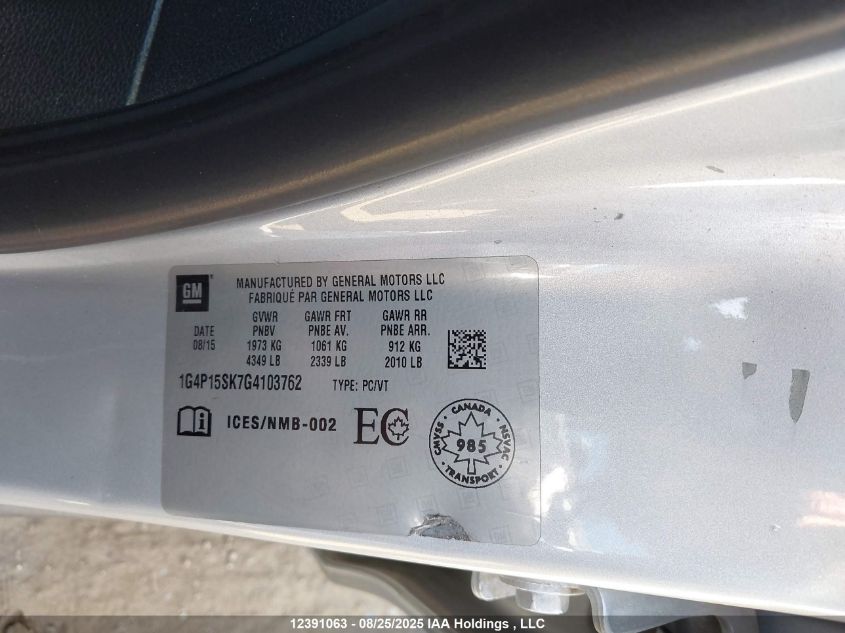 GM
MANUFACTURED BY GENERAL MOTORS LLC
FABRIQUÉ PAR GENERAL MOTORS LLC
DATE
08/15
GVWR
PNBV
1973 KG
4349 LB
GAWR FRT
PNBE AV.
1061 KG
2339 LB
GAWR RR
PNBE ARR.
912 KG
2010 LB
1G4P15SK7G4103762 TYPE: PC/VT
i ICES/NMB-002 EC
CANADA
CMVSS
985
NSVAC
TRANSPORT
12391063 - 08/25/2025 IAA Holdings , LLC